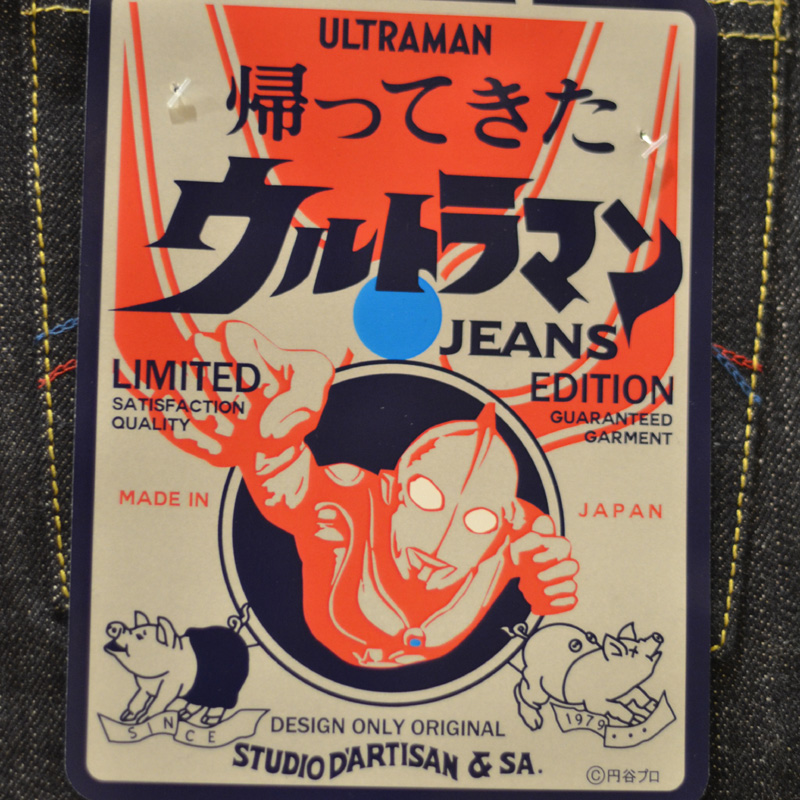 ULTRAMAN
帰ってきた
ウルトラマン
JEANS
LIMITED
SATISFACTION
QUALITY
EDITION
GUARANTEED
GARMENT
MADE IN
JAPAN
SINCE
1979...
DESIGN ONLY ORIGINAL
STUDIO D'ARTISAN & SA.
©円谷プロ